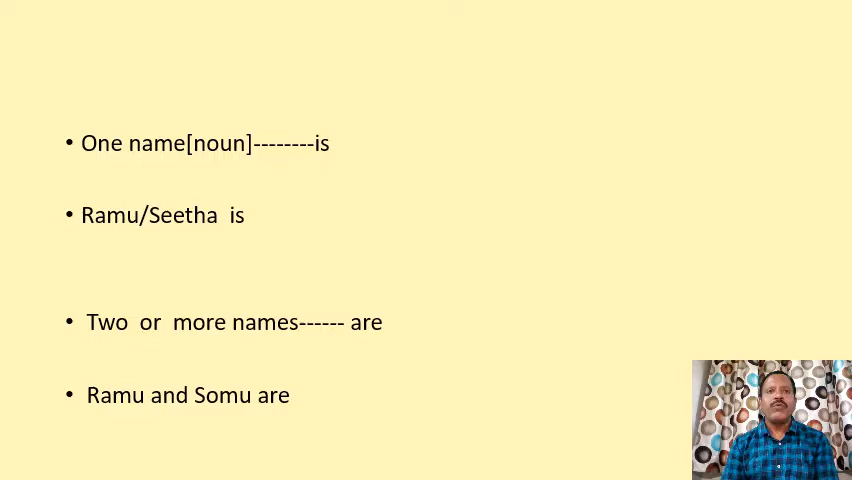 • One name[noun]--------is
• Ramu/Seetha is
• Two or more names------ are
• Ramu and Somu are